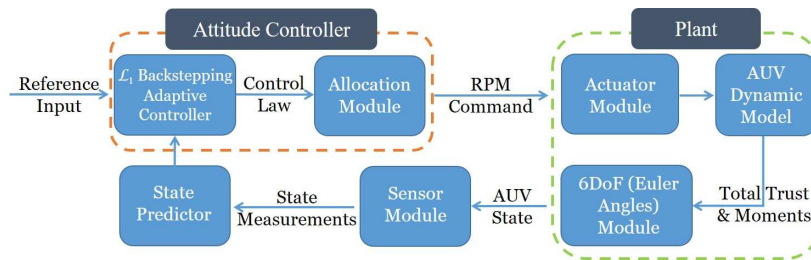 Attitude Controller
Plant
Reference
Input
ℒ₁ Backstepping
Adaptive
Controller
Control
Law
Allocation
Module
RPM
Command
Actuator
Module
AUV
Dynamic
Model
State
Predictor
State
Measurements
Sensor
Module
AUV
State
6DoF (Euler
Angles)
Module
Total Trust
& Moments